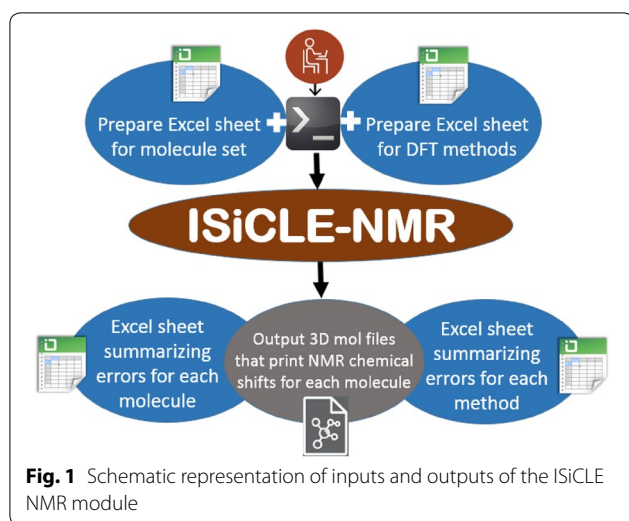 Prepare Excel sheet
for molecule set
Prepare Excel sheet
for DFT methods
ISiCLE-NMR
Excel sheet
summarizing
errors for each
molecule
Output 3D mol files
that print NMR chemical
shifts for each molecule
Excel sheet
summarizing
errors for each
method
Fig. 1 Schematic representation of inputs and outputs of the ISiCLE
NMR module